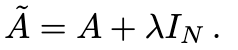 Ã = A + λI_N .